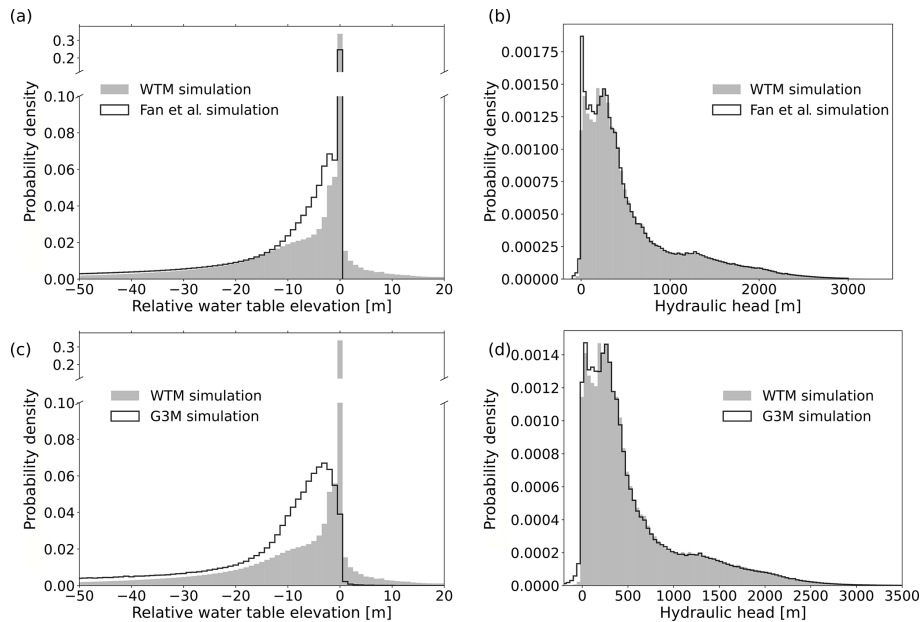 (a)
0.3
0.2
0.10
0.08
0.06
0.04
0.02
0.00
Probability density
WTM simulation
Fan et al. simulation
−50 −40 −30 −20 −10 0 10 20
Relative water table elevation [m]
(b)
0.00175
0.00150
0.00125
0.00100
0.00075
0.00050
0.00025
0.00000
Probability density
WTM simulation
Fan et al. simulation
0 1000 2000 3000
Hydraulic head [m]
(c)
0.3
0.2
0.10
0.08
0.06
0.04
0.02
0.00
Probability density
WTM simulation
G3M simulation
−50 −40 −30 −20 −10 0 10 20
Relative water table elevation [m]
(d)
0.0014
0.0012
0.0010
0.0008
0.0006
0.0004
0.0002
0.0000
Probability density
WTM simulation
G3M simulation
0 500 1000 1500 2000 2500 3000 3500
Hydraulic head [m]